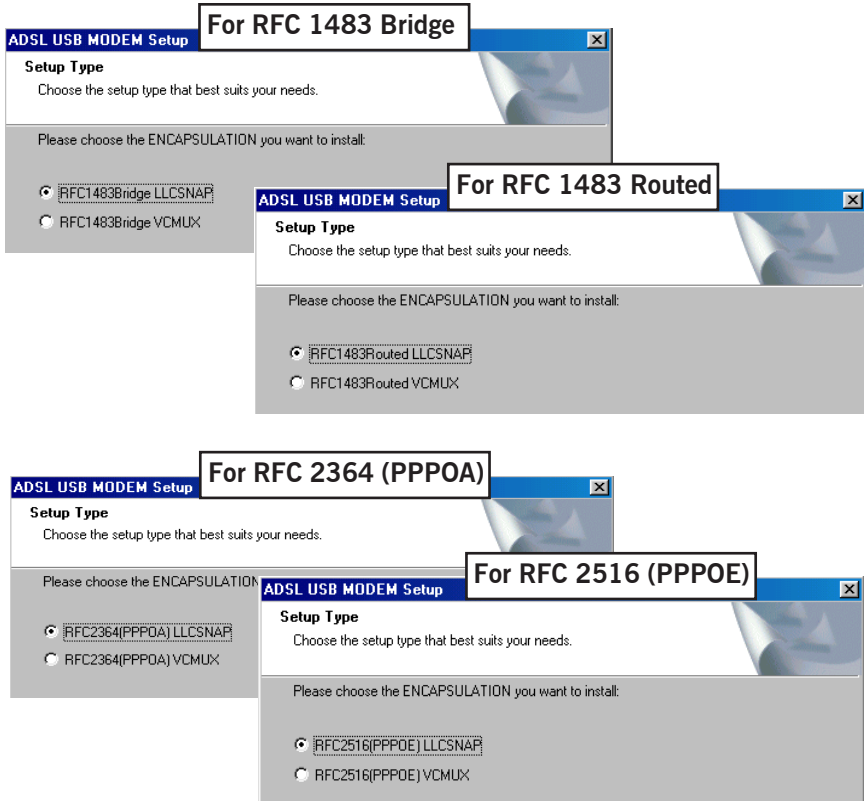 For RFC 1483 Bridge
ADSL USB MODEM Setup
Setup Type
Choose the setup type that best suits your needs.
Please choose the ENCAPSULATION you want to install:
RFC1483Bridge LLCSNAP
RFC1483Bridge VCMUX
For RFC 1483 Routed
ADSL USB MODEM Setup
Setup Type
Choose the setup type that best suits your needs.
Please choose the ENCAPSULATION you want to install:
RFC1483Routed LLCSNAP
RFC1483Routed VCMUX
For RFC 2364 (PPPOA)
ADSL USB MODEM Setup
Setup Type
Choose the setup type that best suits your needs.
Please choose the ENCAPSULATION
RFC2364(PPPOA) LLCSNAP
RFC2364(PPPOA) VCMUX
For RFC 2516 (PPPOE)
ADSL USB MODEM Setup
Setup Type
Choose the setup type that best suits your needs.
Please choose the ENCAPSULATION you want to install:
RFC2516(PPPOE) LLCSNAP
RFC2516(PPPOE) VCMUX